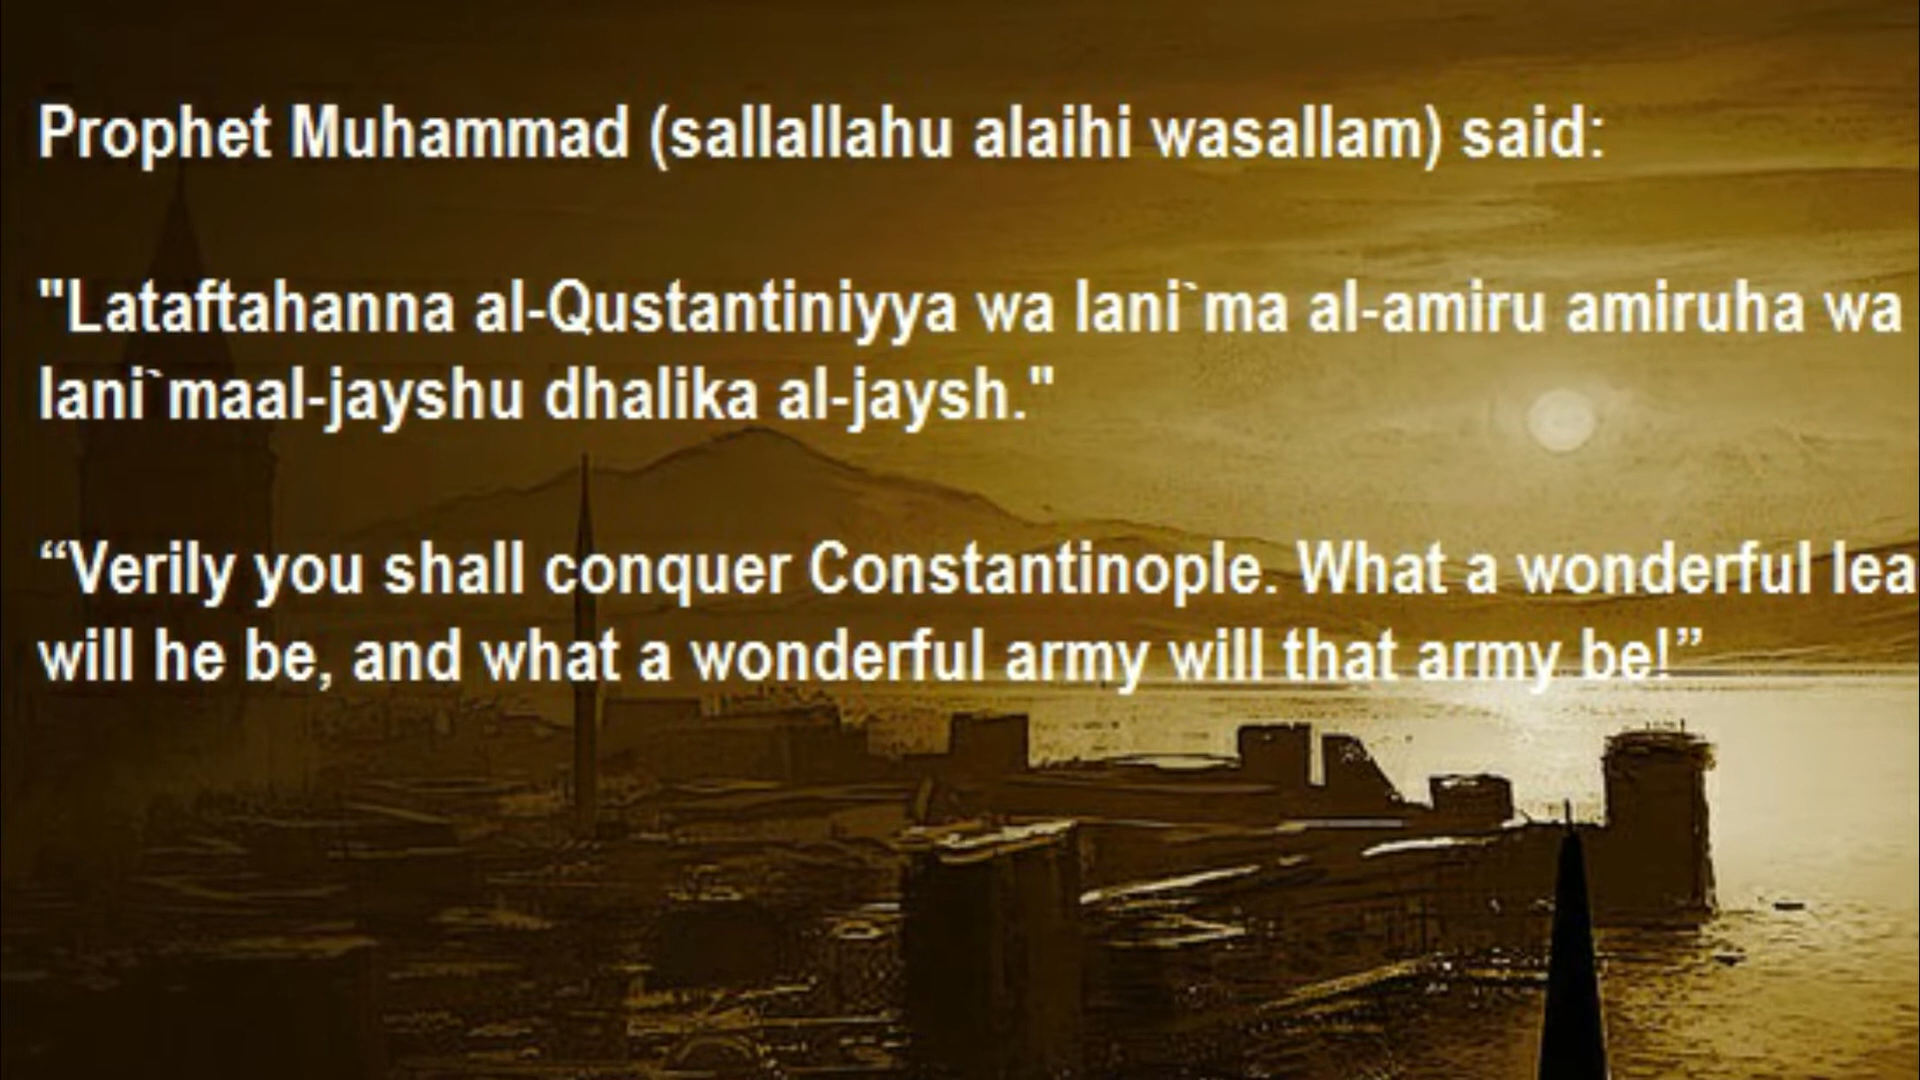 Prophet Muhammad (sallallahu alaihi wasallam) said:
"Lataftahanna al-Qustantiniyya wa lani`ma al-amiru amiruha wa
lani`maal-jayshu dhalika al-jaysh."
“Verily you shall conquer Constantinople. What a wonderful lea
will he be, and what a wonderful army will that army be!”